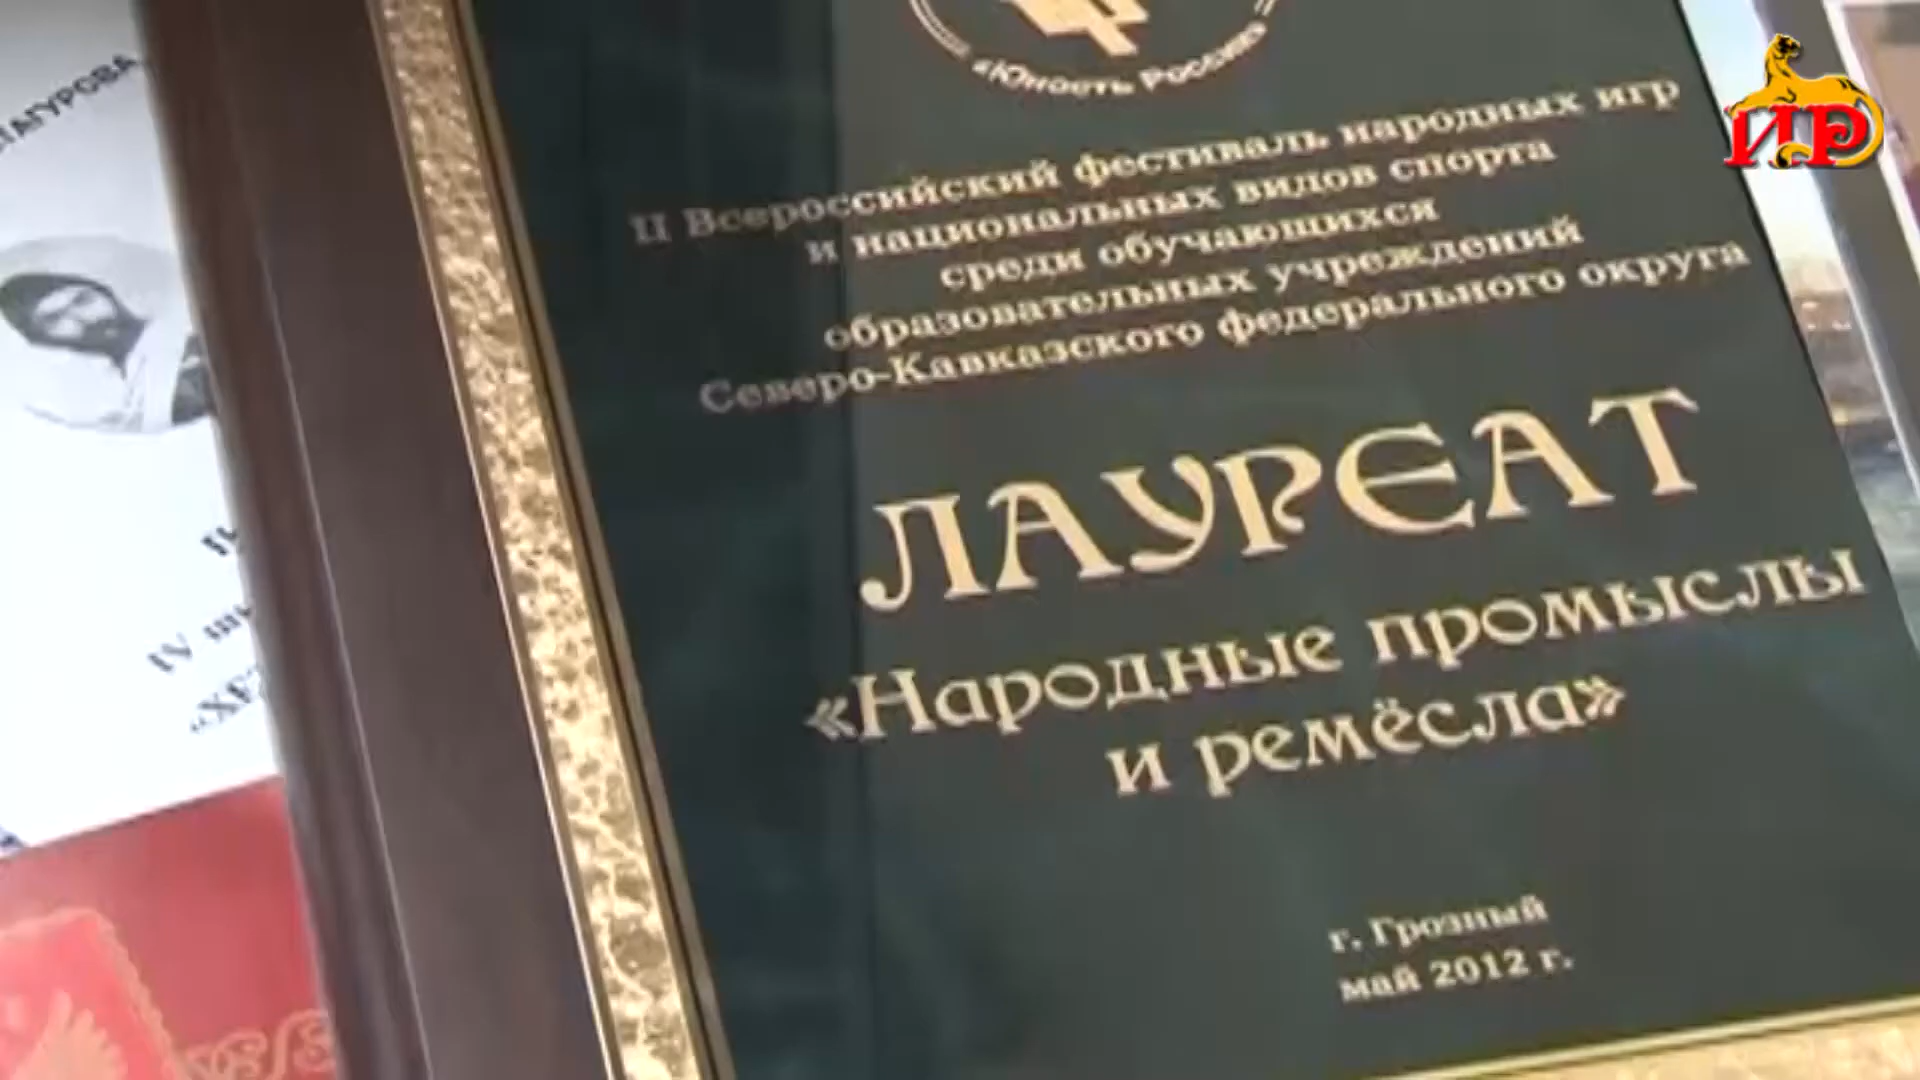 «Юность России»
II Всероссийский фестиваль народных игр
и национальных видов спорта
среди обучающихся
образовательных учреждений
Северо-Кавказского федерального округа
ЛАУРЕАТ
«Народные промыслы
и ремёсла»
г. Грозный
май 2012 г.
ИР
IV